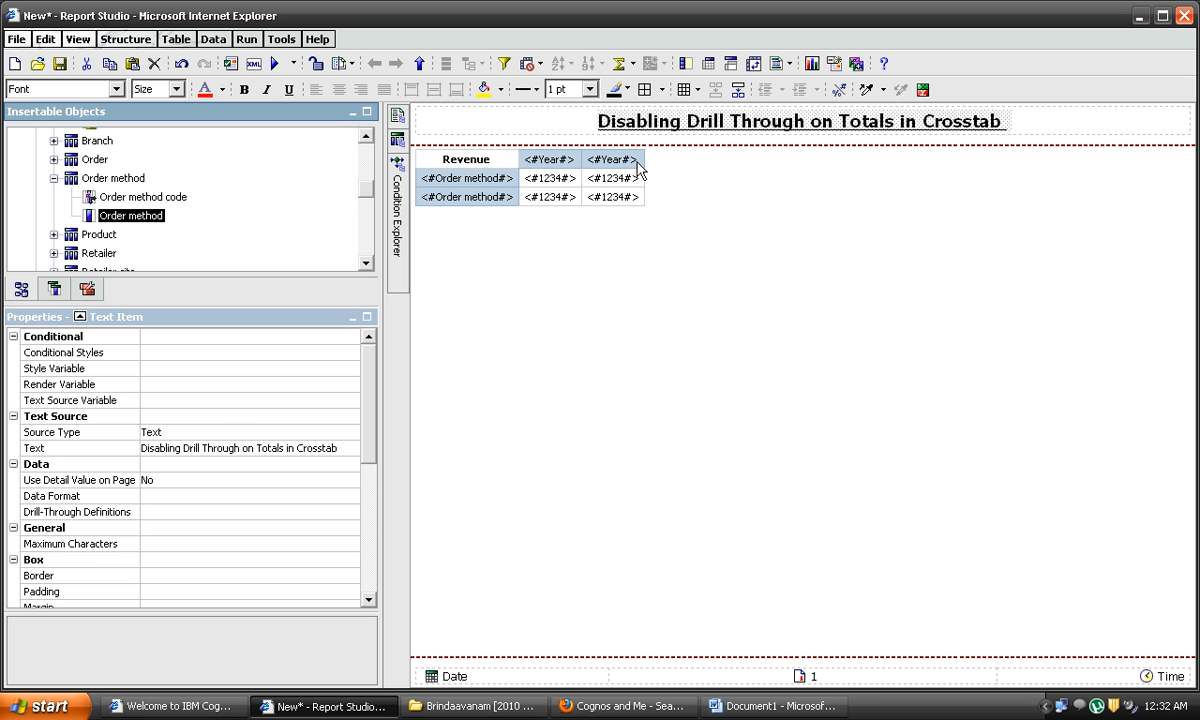 New* - Report Studio - Microsoft Internet Explorer
File Edit View Structure Table Data Run Tools Help
Font Size B I U 1 pt
Insertable Objects
Branch
Order
Order method
Order method code
Order method
Product
Retailer
Properties - Text Item
Conditional
Conditional Styles
Style Variable
Render Variable
Text Source Variable
Text Source
Source Type Text
Text Disabling Drill Through on Totals in Crosstab
Data
Use Detail Value on Page No
Data Format
Drill-Through Definitions
General
Maximum Characters
Box
Border
Padding
Margin
Condition Explorer
Disabling Drill Through on Totals in Crosstab
Revenue <#Year#> <#Year#>
<#Order method#> <#1234#> <#1234#>
<#Order method#> <#1234#> <#1234#>
Date 1 Time
start Welcome to IBM Cog... New* - Report Studio... Brindaavanam [2010 ... Cognos and Me - Sea... Document1 - Microsof... 12:32 AM